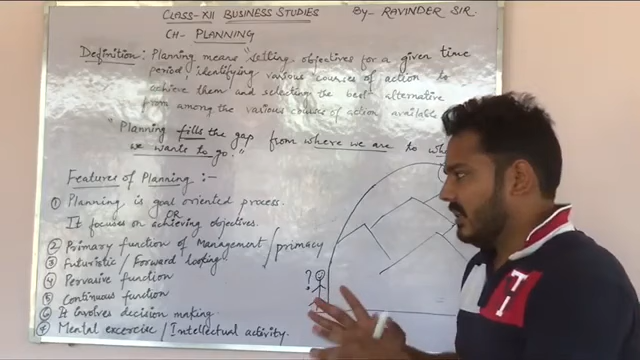 CLASS-XII BUSINESS STUDIES By- RAVINDER SIR.
CH- PLANNING
Definition: Planning means "setting objectives for a given time
period identifying various courses of action to
achieve them and selecting the best alternative
from among the various courses of action available
"Planning fills the gap from where we are to
we wants to go."
Features of Planning :-
① Planning is goal oriented process.
OR
It focuses on achieving objectives.
② Primary function of Management / primacy
③ Futuristic / Forward looking
④ Pervasive function
⑤ Continuous function
⑥ It Involves decision making.
⑦ Mental excercise / Intellectual activity.
?